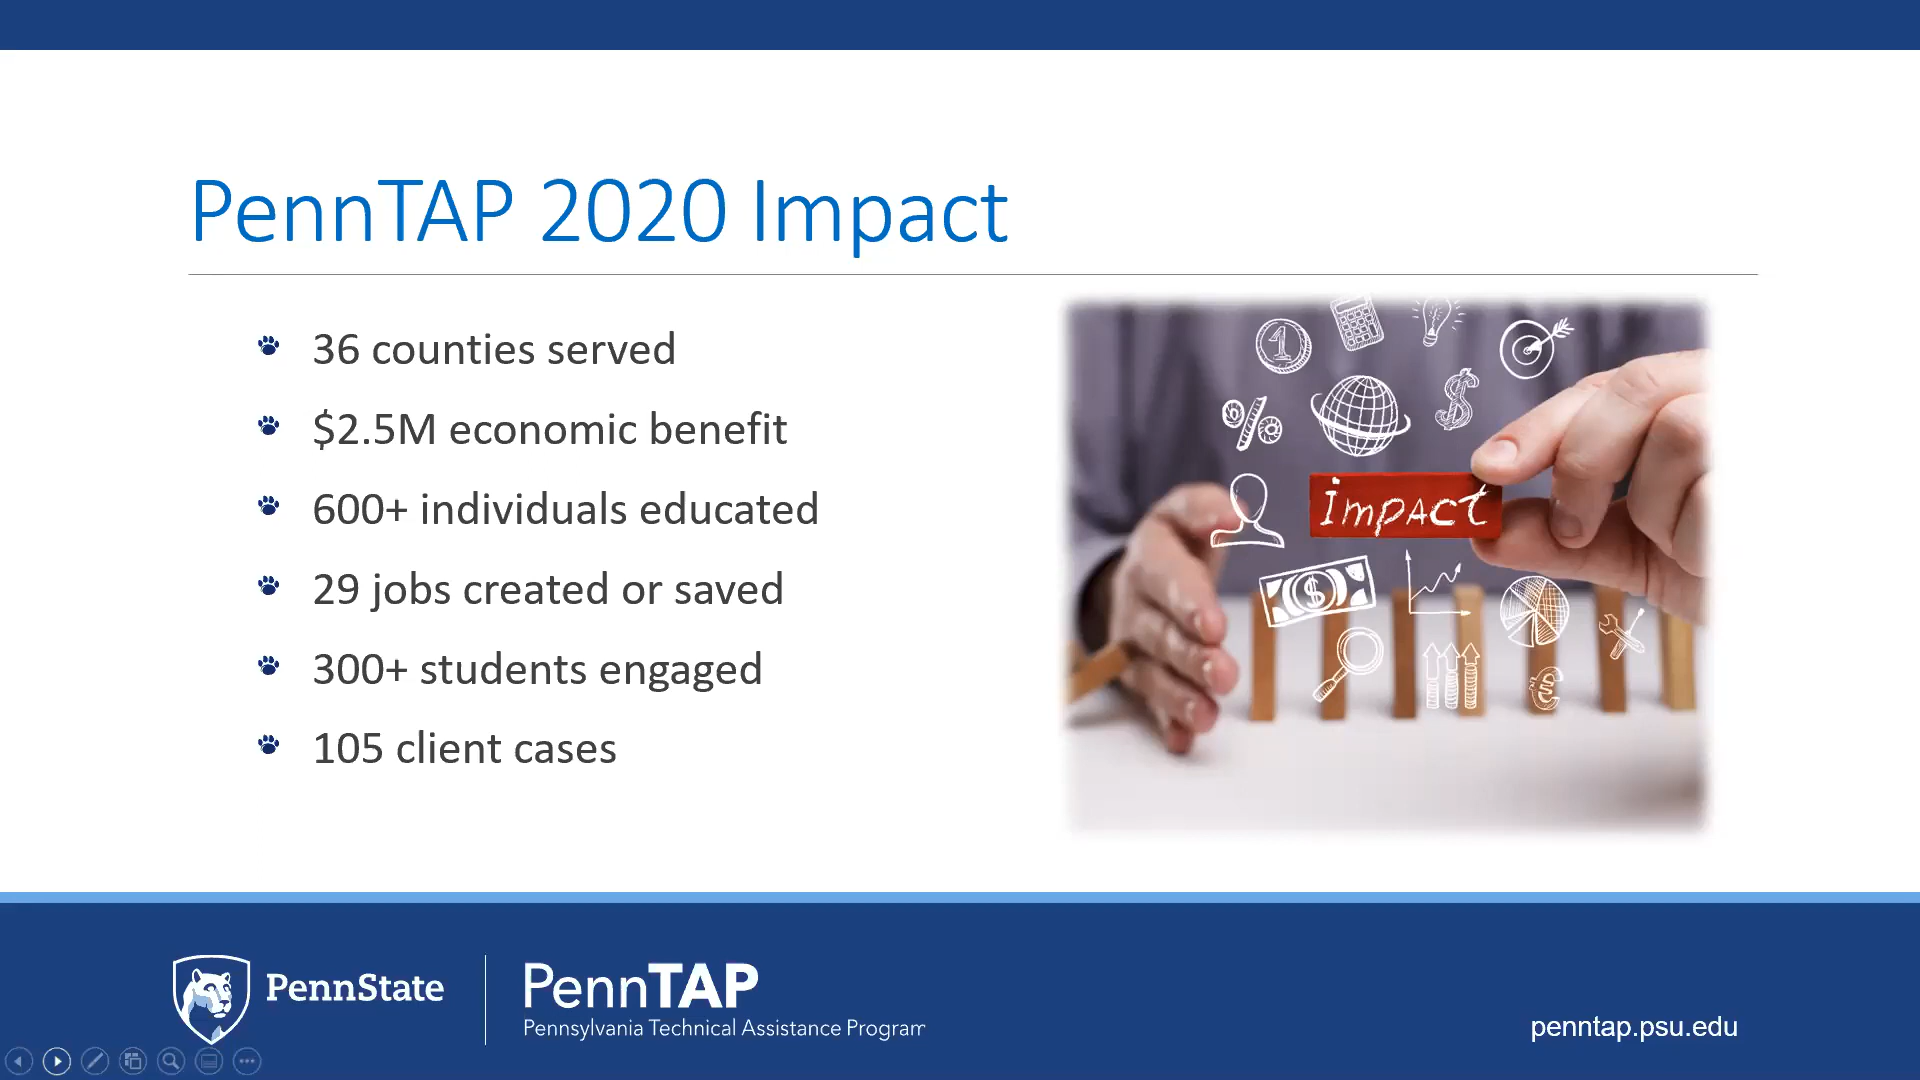 PennTAP 2020 Impact
36 counties served
$2.5M economic benefit
600+ individuals educated
29 jobs created or saved
300+ students engaged
105 client cases
1
%
$
Impact
$
€
PennState
PennTAP
Pennsylvania Technical Assistance Program
penntap.psu.edu